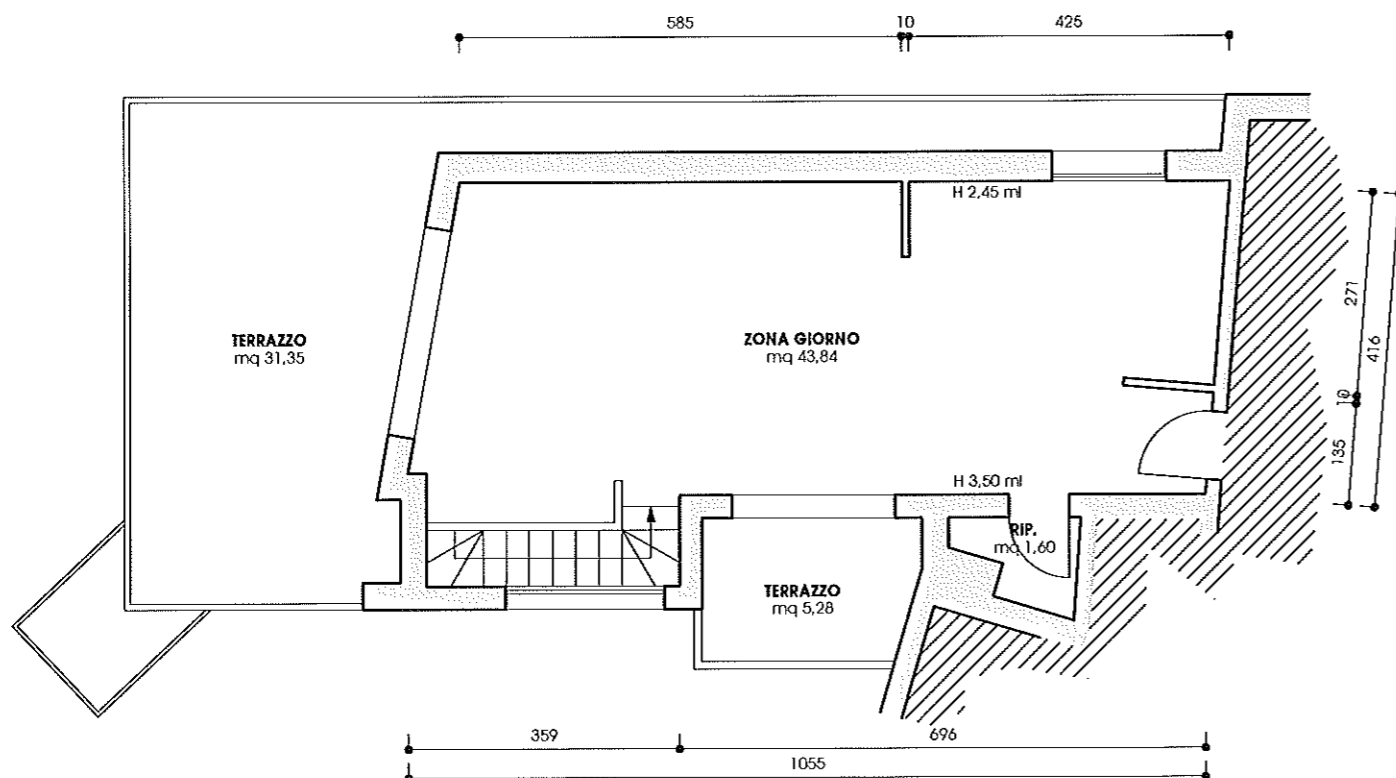 585
10
425
H 2,45 ml
271
416
10
135
TERRAZZO
mq 31,35
ZONA GIORNO
mq 43,84
H 3,50 ml
RIP.
mq 1,60
TERRAZZO
mq 5,28
359
696
1055